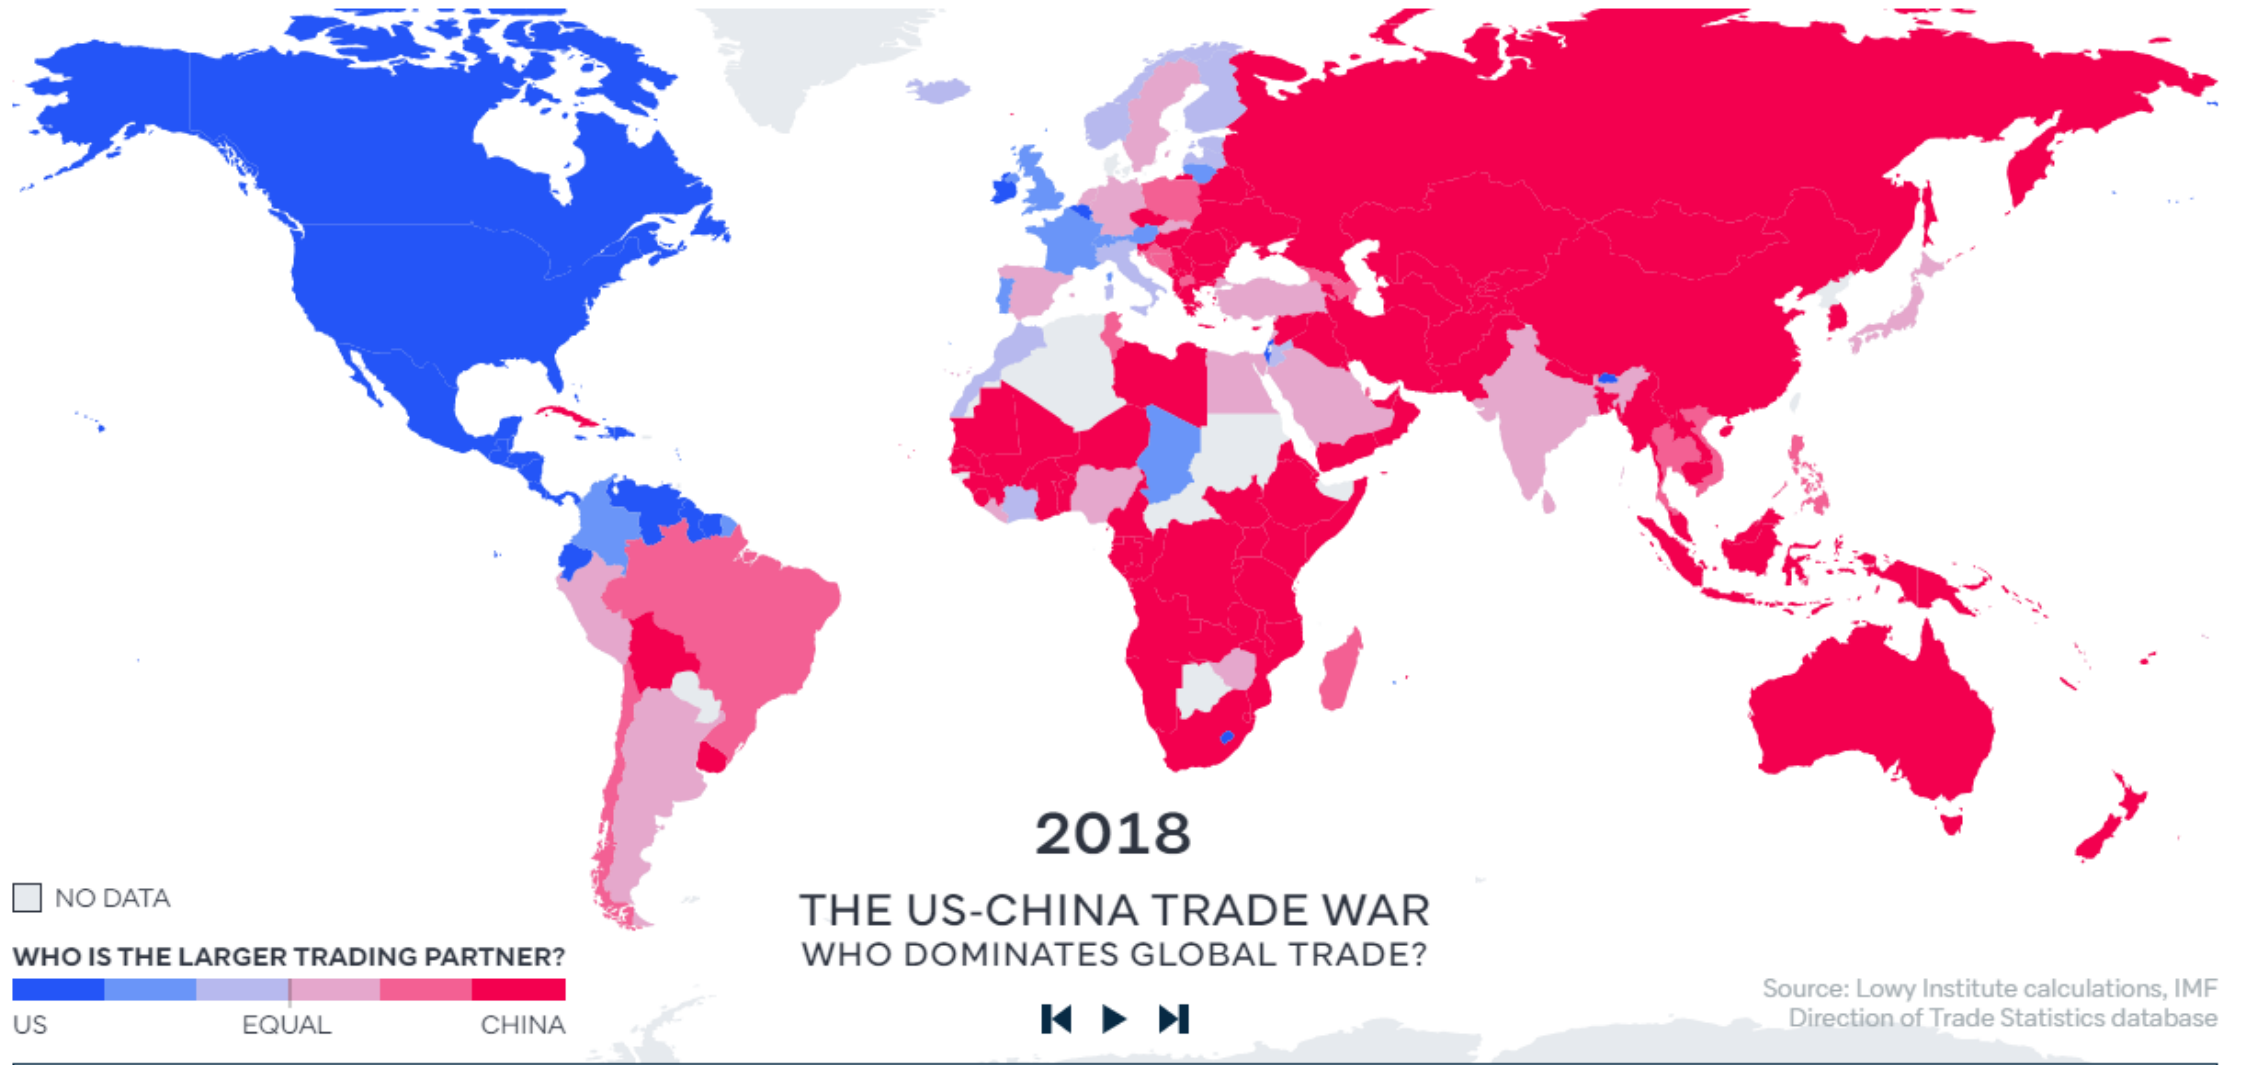 2018
THE US-CHINA TRADE WAR
WHO DOMINATES GLOBAL TRADE?
NO DATA
WHO IS THE LARGER TRADING PARTNER?
US EQUAL CHINA
Source: Lowy Institute calculations, IMF
Direction of Trade Statistics database